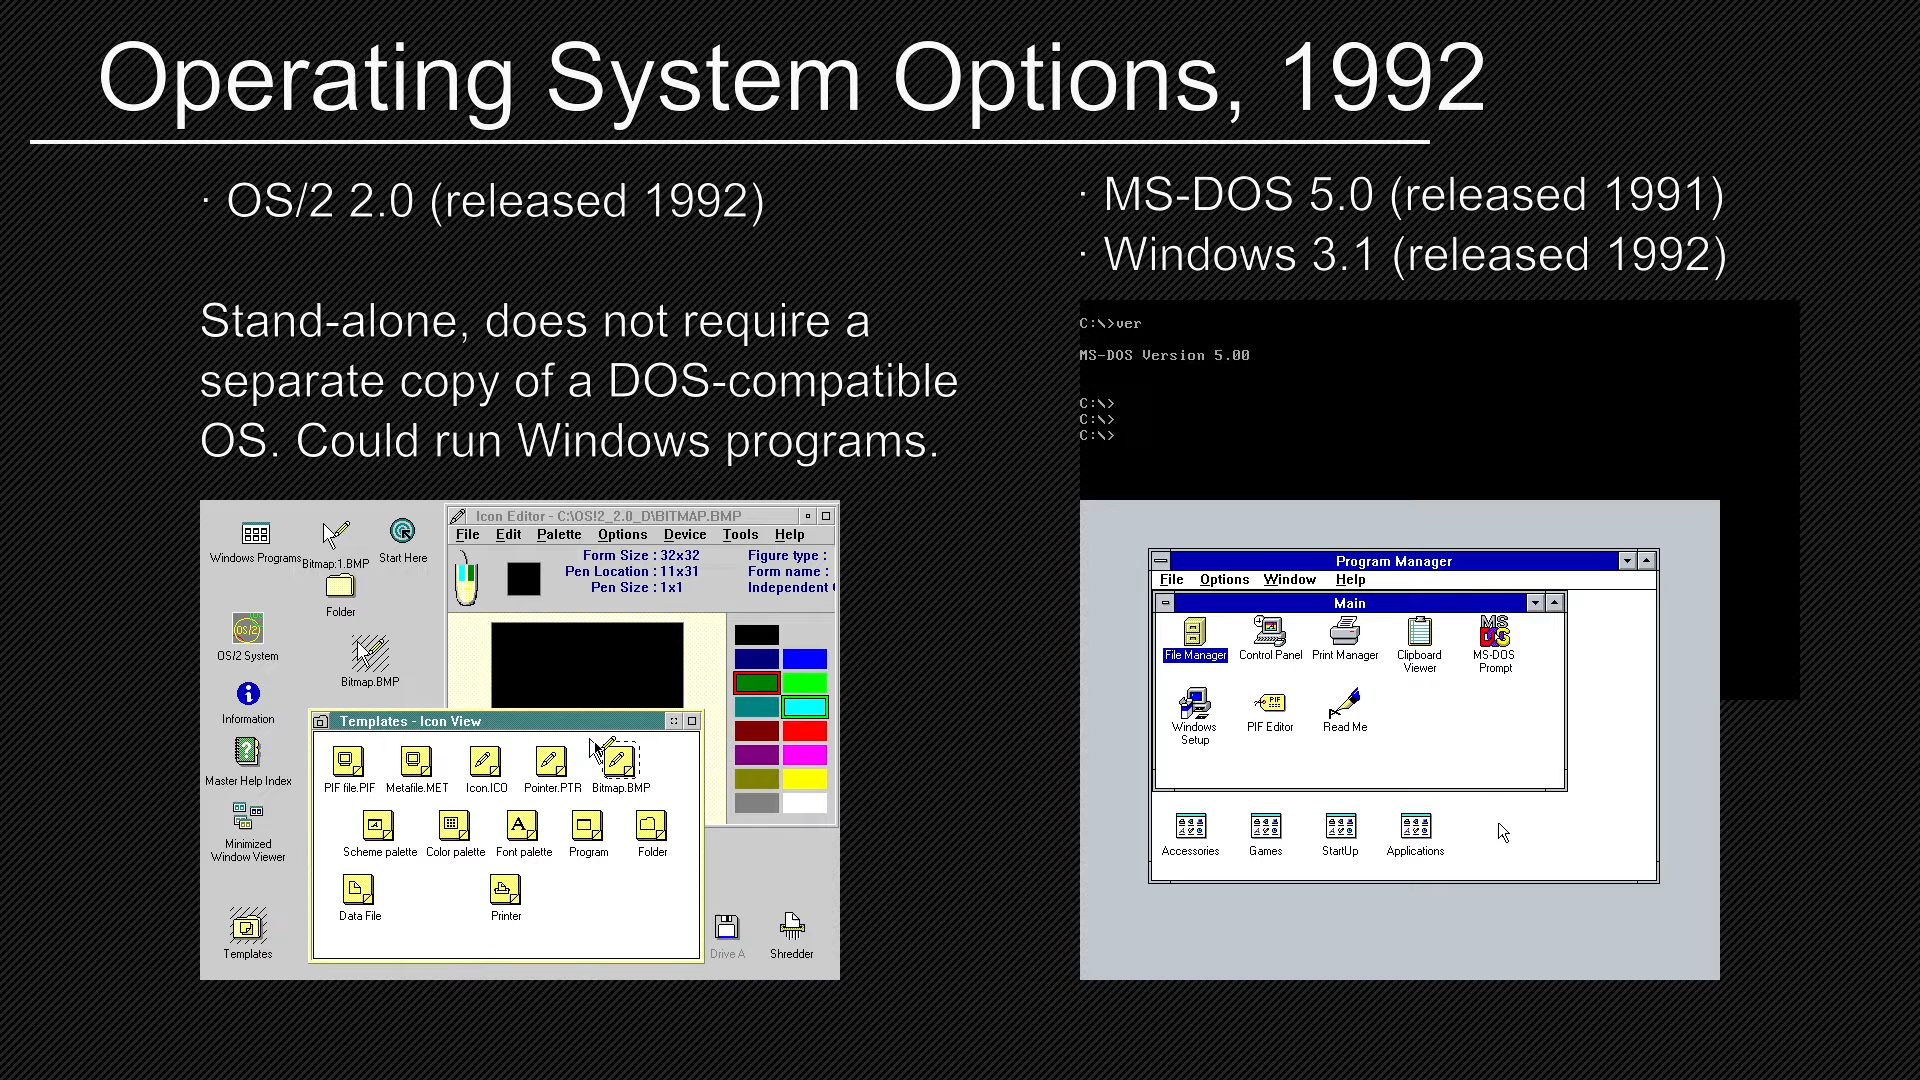 Operating System Options, 1992
· OS/2 2.0 (released 1992)
Stand-alone, does not require a
separate copy of a DOS-compatible
OS. Could run Windows programs.
· MS-DOS 5.0 (released 1991)
· Windows 3.1 (released 1992)
C:\>ver
MS-DOS Version 5.00
C:\>
C:\>
C:\>
Windows Programs
Bitmap:1.BMP
Start Here
Folder
OS/2)
OS/2 System
Bitmap.BMP
Information
Master Help Index
Minimized
Window Viewer
Templates
Icon Editor - C:\OS!2_2.0_D\BITMAP.BMP
File Edit Palette Options Device Tools Help
Form Size : 32x32 Figure type :
Pen Location : 11x31 Form name :
Pen Size : 1x1 Independent
Templates - Icon View
PIF file.PIF Metafile.MET Icon.ICO Pointer.PTR Bitmap.BMP
Scheme palette Color palette Font palette Program Folder
Data File Printer
Drive A Shredder
Program Manager
File Options Window Help
Main
MS
DOS
File Manager Control Panel Print Manager Clipboard
Viewer
MS-DOS
Prompt
PIF
Windows
Setup
PIF Editor Read Me
Accessories Games StartUp Applications